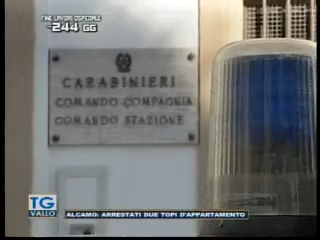 FINE LAVORI OSPEDALE
-244 GG
CARABINIERI
COMANDO COMPAGNIA
COMANDO STAZIONE
TG
VALLO
ALCAMO: ARRESTATI DUE TOPI D'APPARTAMENTO